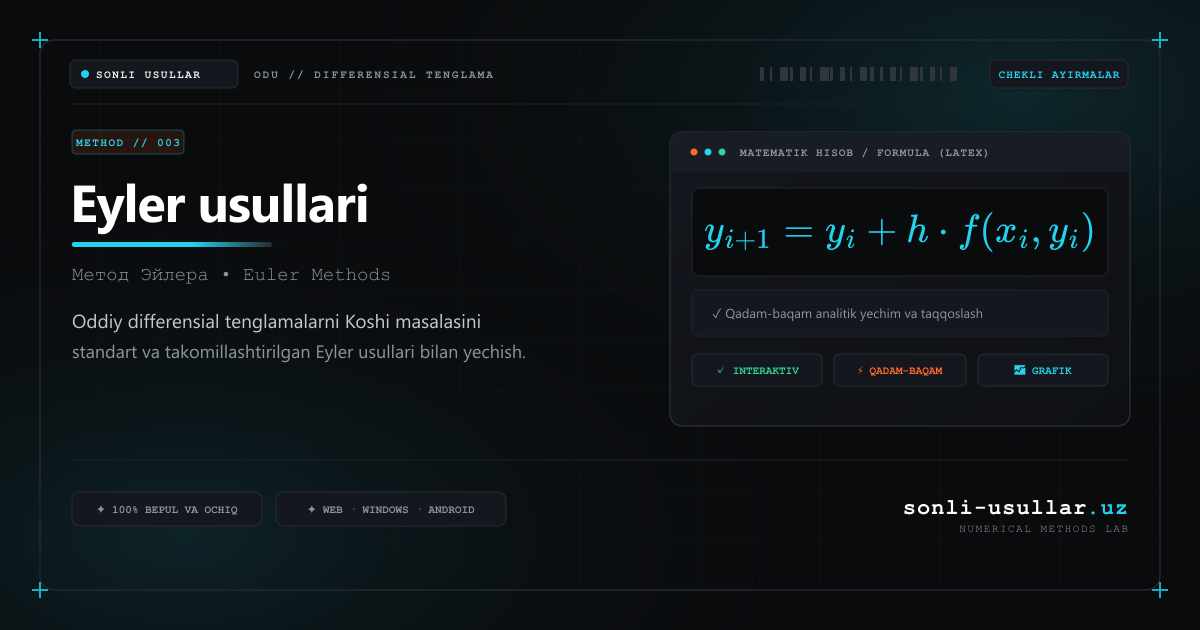 SONLI USULLAR
ODU // DIFFERENSIAL TENGLAMA
CHEKLI AYIRMALAR
METHOD // 003
Eyler usullari
Метод Эйлера • Euler Methods
Oddiy differensial tenglamalarni Koshi masalasini
standart va takomillashtirilgan Eyler usullari bilan yechish.
MATEMATIK HISOB / FORMULA (LATEX)
y_{i+1} = y_i + h · f(x_i, y_i)
✓ Qadam-baqam analitik yechim va taqqoslash
✓ INTERAKTIV
⚡ QADAM-BAQAM
📈 GRAFIK
✦ 100% BEPUL VA OCHIQ
✦ WEB · WINDOWS · ANDROID
sonli-usullar.uz
NUMERICAL METHODS LAB